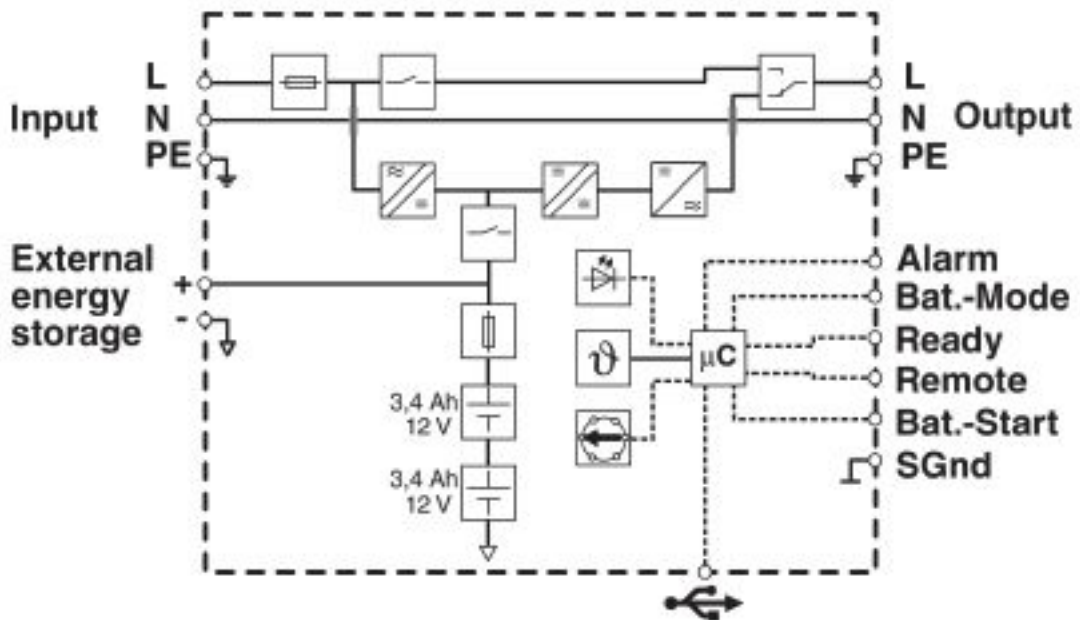 L
Input
N
PE
L
N
Output
PE
External
energy
storage
+
-
3,4 Ah
12 V
3,4 Ah
12 V
ϑ
µC
Alarm
Bat.-Mode
Ready
Remote
Bat.-Start
SGnd